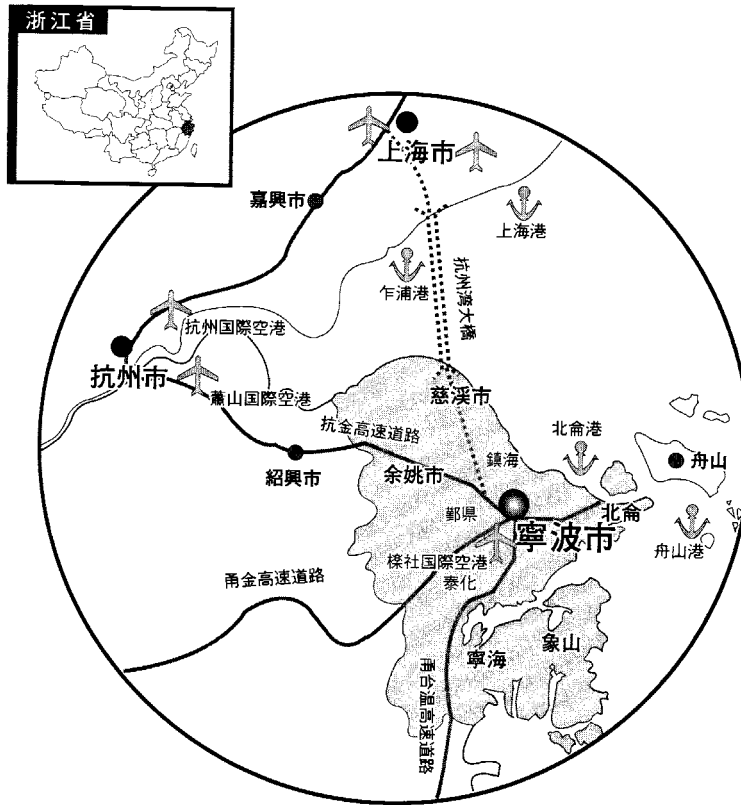 浙江省
上海市
嘉興市
上海港
乍浦港
杭州湾大橋
杭州国際空港
杭州市
蕭山国際空港
慈渓市
杭金高速道路
北侖港
鎮海
舟山
紹興市
余姚市
鄞県
北侖
寧波市
舟山港
櫟社国際空港
泰化
甬金高速道路
寧海
象山
甬台温高速道路